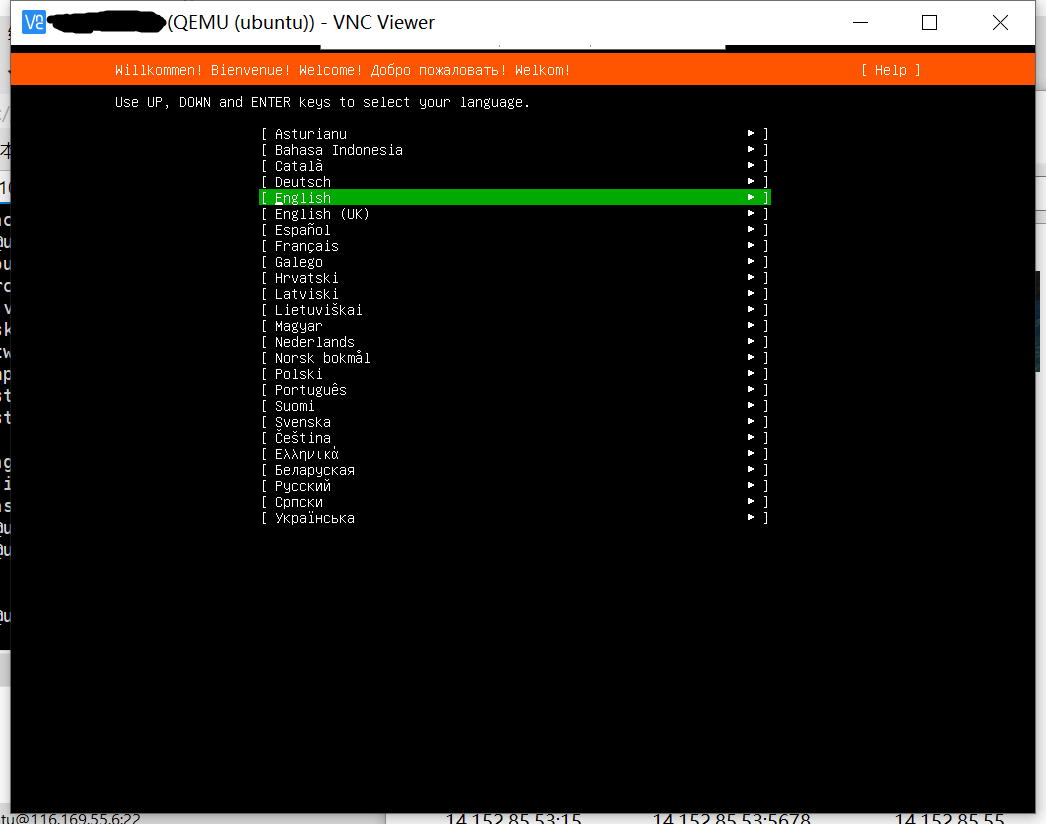 (QEMU (ubuntu)) - VNC Viewer
Willkommen! Bienvenue! Welcome! Добро пожаловать! Welkom! [ Help ]
Use UP, DOWN and ENTER keys to select your language.
[ Asturianu ► ]
[ Bahasa Indonesia ► ]
[ Català ► ]
[ Deutsch ► ]
[ English ► ]
[ English (UK) ► ]
[ Español ► ]
[ Français ► ]
[ Galego ► ]
[ Hrvatski ► ]
[ Latviski ► ]
[ Lietuviškai ► ]
[ Magyar ► ]
[ Nederlands ► ]
[ Norsk bokmål ► ]
[ Polski ► ]
[ Português ► ]
[ Suomi ► ]
[ Svenska ► ]
[ Čeština ► ]
[ Ελληνικά ► ]
[ Беларуская ► ]
[ Русский ► ]
[ Српски ► ]
[ Українська ► ]
tu@116.169.55.6:22 14.152.85.53:15 14.152.85.53:5678 14.152.85.55